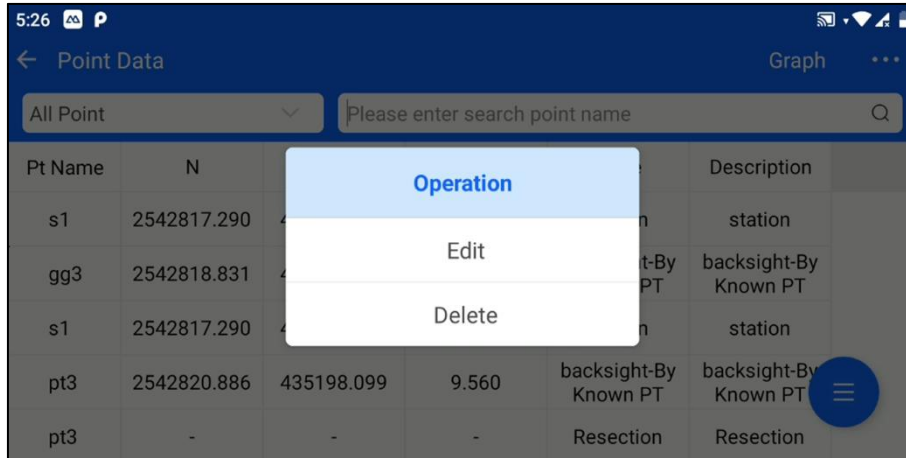 5:26
Point Data Graph ...
All Point Please enter search point name
Pt Name N Description
Operation
s1 2542817.290 station
Edit
gg3 2542818.831 backsight-By
Known PT
Delete
s1 2542817.290 station
pt3 2542820.886 435198.099 9.560 backsight-By backsight-By
Known PT Known PT
pt3 - - - Resection Resection